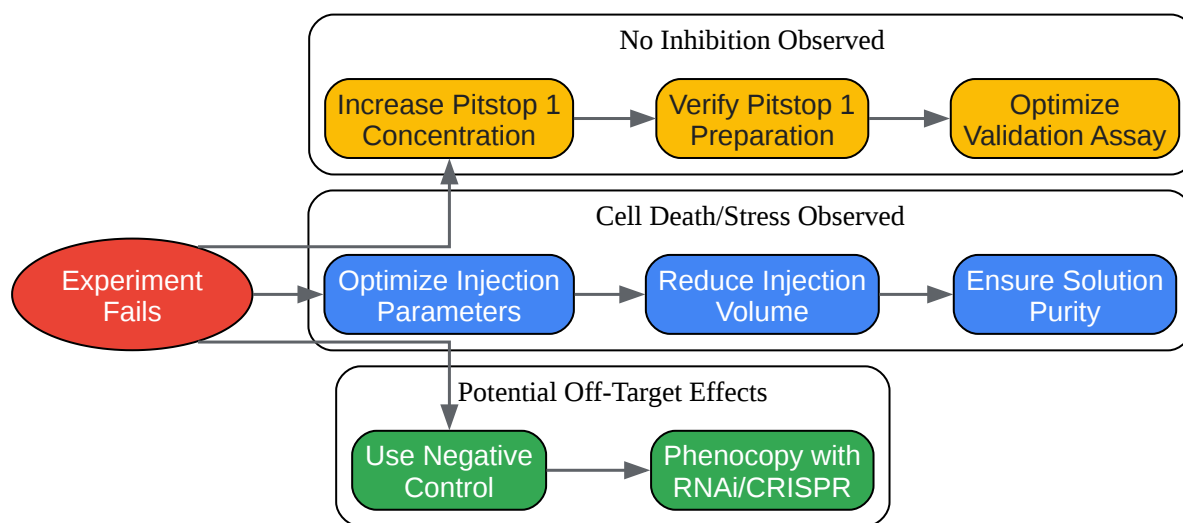 No Inhibition Observed
Increase Pitstop 1
Concentration
Verify Pitstop 1
Preparation
Optimize
Validation Assay
Cell Death/Stress Observed
Experiment
Fails
Optimize Injection
Parameters
Reduce Injection
Volume
Ensure Solution
Purity
Potential Off-Target Effects
Use Negative
Control
Phenocopy with
RNAi/CRISPR